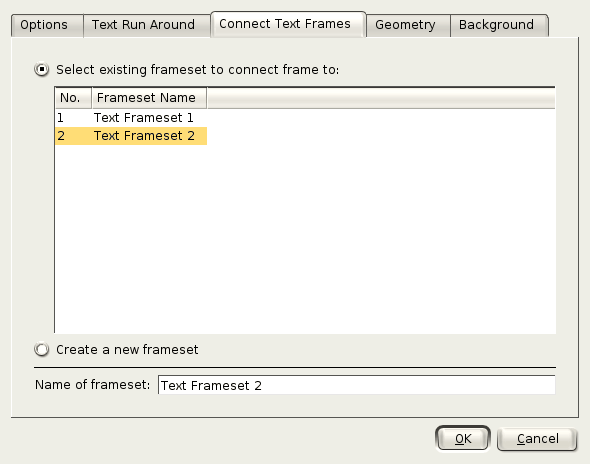 Options Text Run Around Connect Text Frames Geometry Background
Select existing frameset to connect frame to:
No. Frameset Name
1 Text Frameset 1
2 Text Frameset 2
Create a new frameset
Name of frameset: Text Frameset 2
OK Cancel